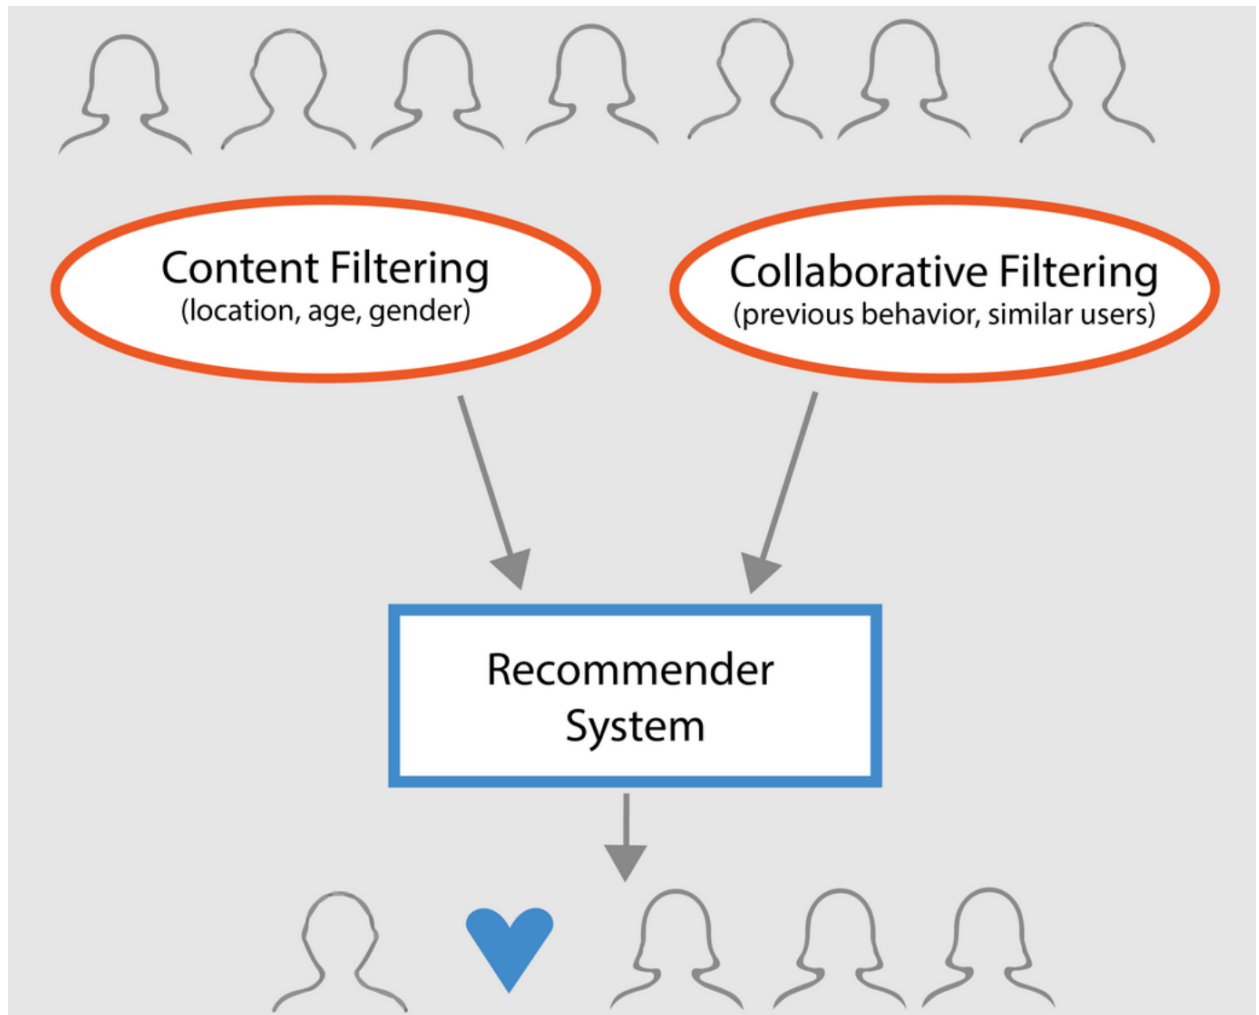 Content Filtering
(location, age, gender)
Collaborative Filtering
(previous behavior, similar users)
Recommender
System